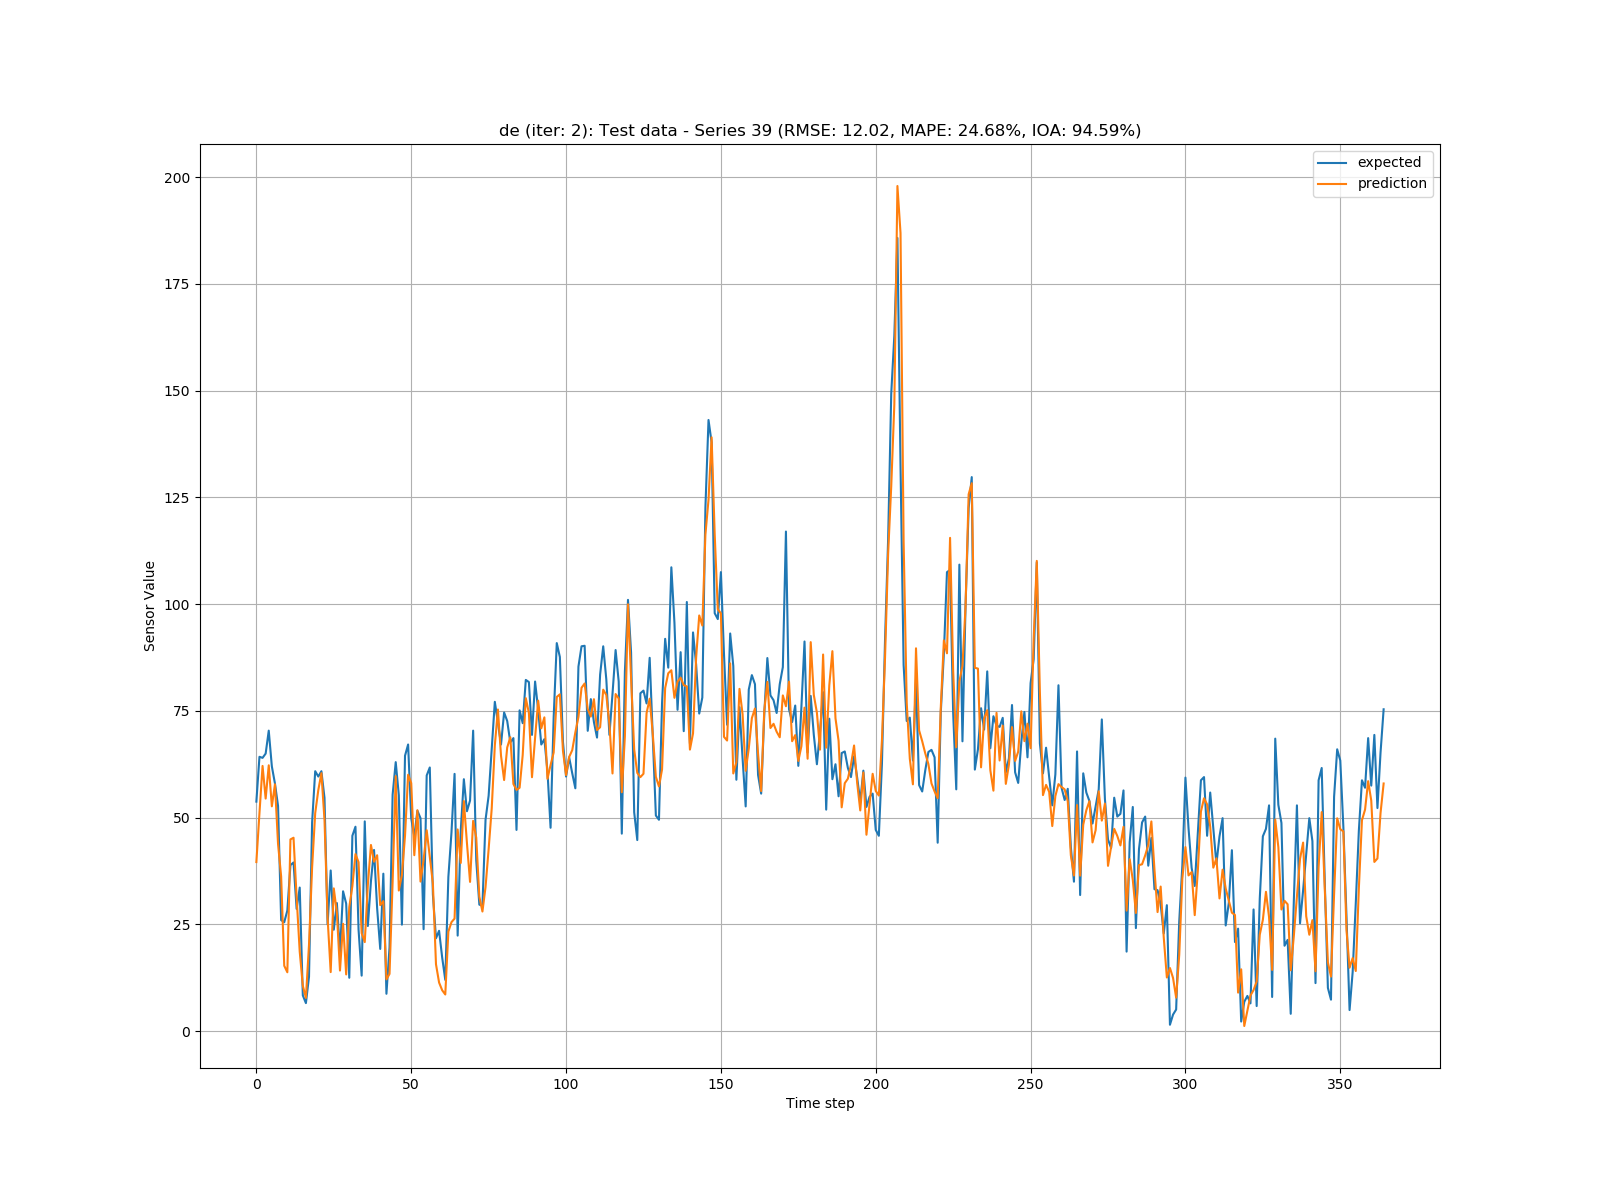 de (iter: 2): Test data - Series 39 (RMSE: 12.02, MAPE: 24.68%, IOA: 94.59%)
expected
prediction
200
175
150
125
100
75
50
25
0
Sensor Value
0 50 100 150 200 250 300 350
Time step